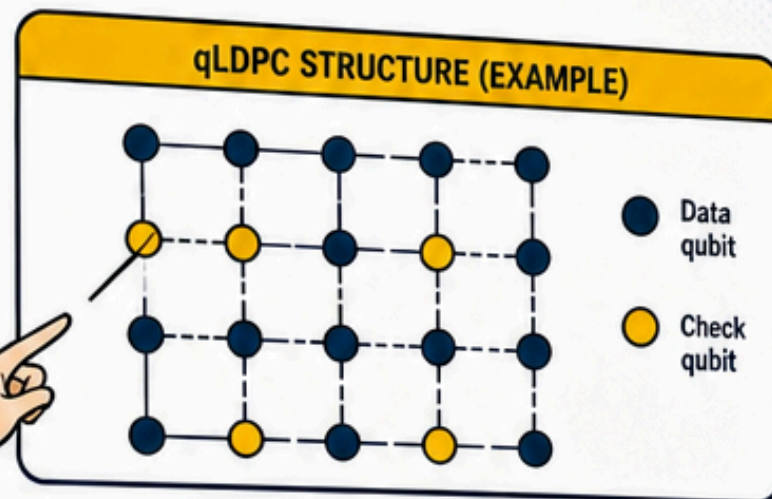 qLDPC STRUCTURE (EXAMPLE)
Data
qubit
Check
qubit